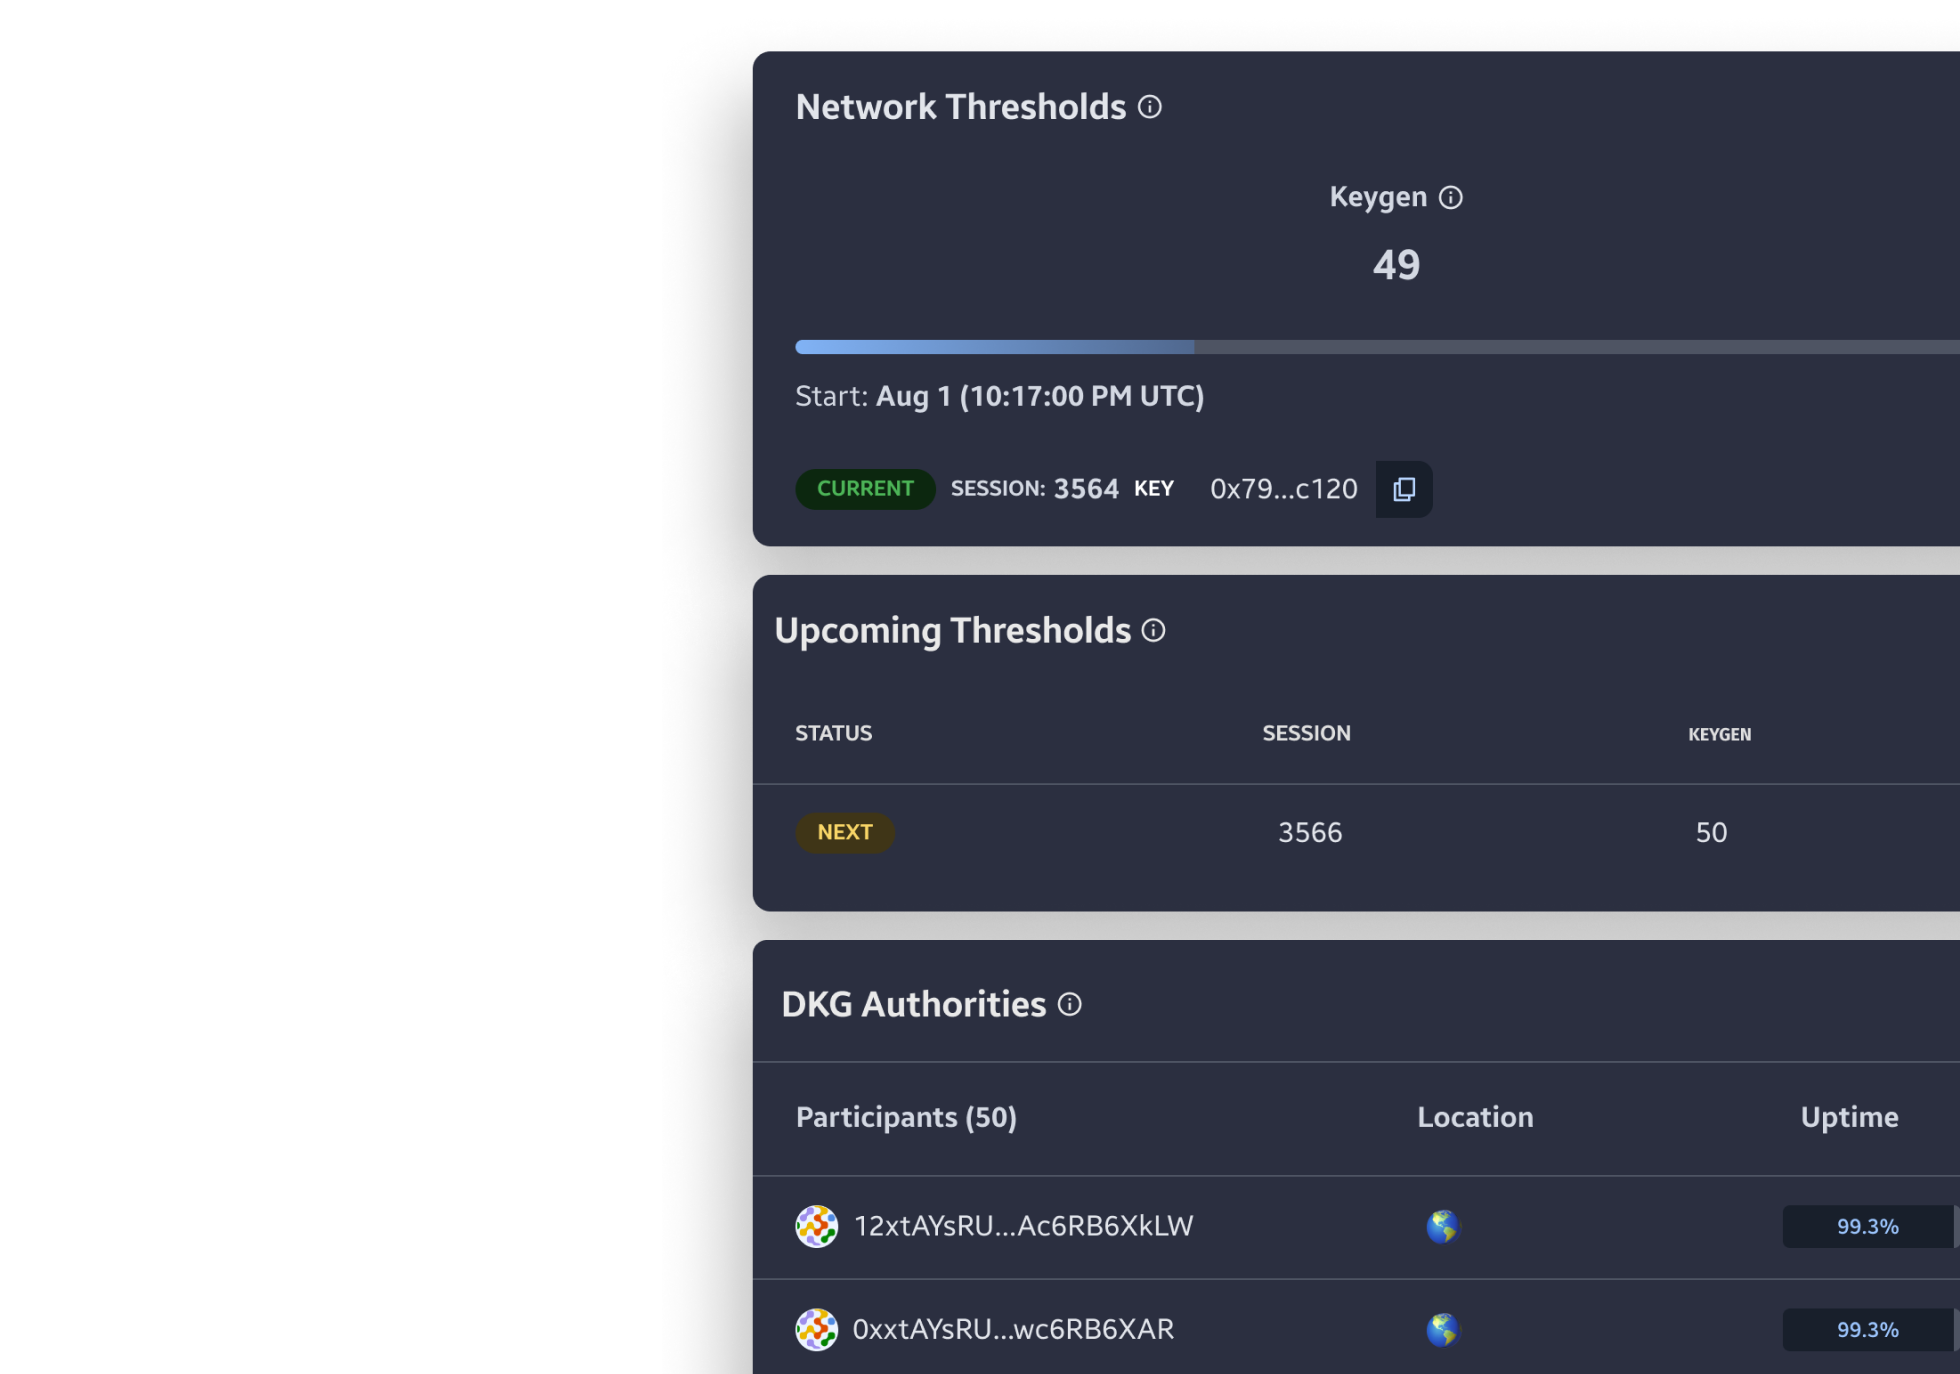 Network Thresholds
Keygen
49
Start: Aug 1 (10:17:00 PM UTC)
CURRENT SESSION: 3564 KEY 0x79...c120
Upcoming Thresholds
STATUS SESSION KEYGEN
NEXT 3566 50
DKG Authorities
Participants (50) Location Uptime
12xtAYsRU...Ac6RB6XkLW 99.3%
0xxtAYsRU...wc6RB6XAR 99.3%